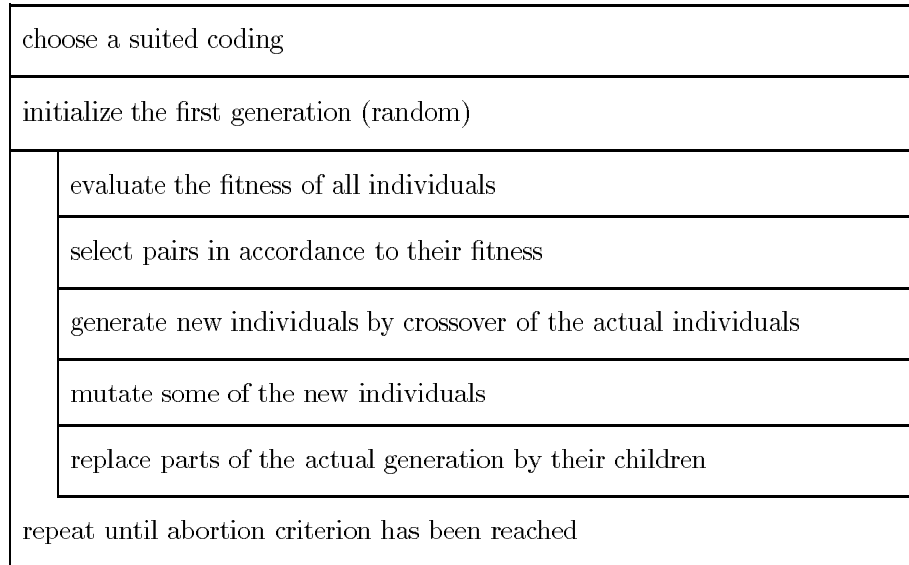 choose a suited coding
initialize the first generation (random)
evaluate the fitness of all individuals
select pairs in accordance to their fitness
generate new individuals by crossover of the actual individuals
mutate some of the new individuals
replace parts of the actual generation by their children
repeat until abortion criterion has been reached